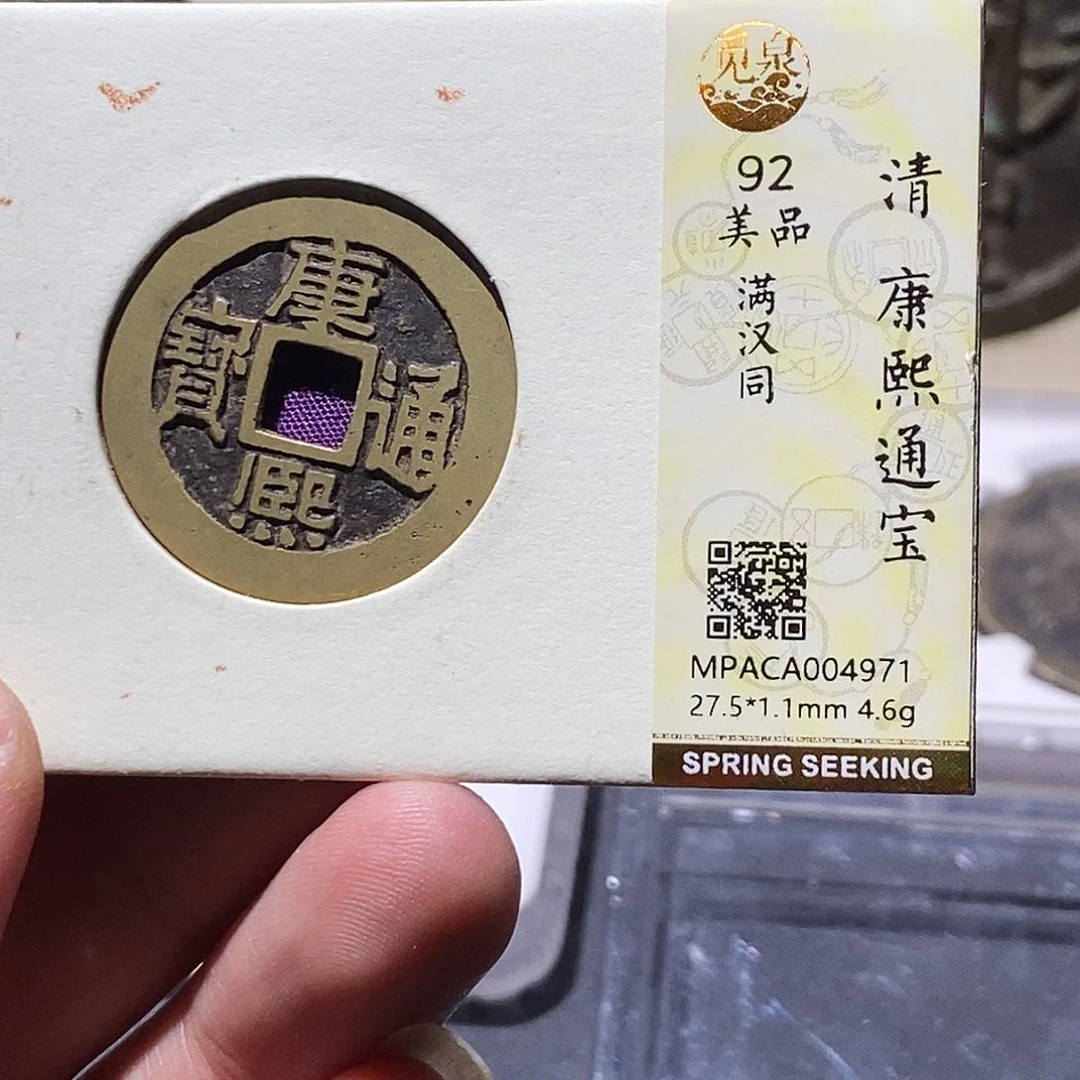 康熙通寶
觅泉
92
美品
满汉同
清 康熙通宝
MPACA004971
27.5*1.1mm 4.6g
SPRING SEEKING